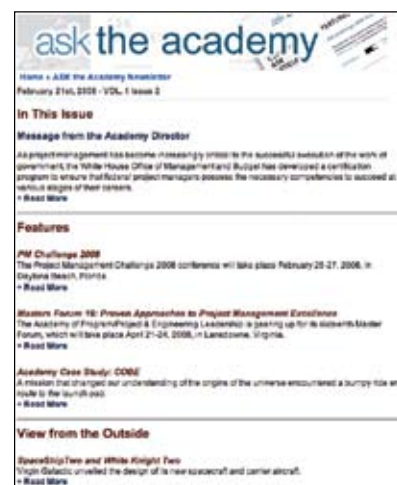 ask the academy
Home » ASK the Academy Newsletter
February 21st, 2008 - VOL. 1 Issue 2
In This Issue
Message from the Academy Director
As project management has become increasingly critical to the successful execution of the work of
government, the White House Office of Management and Budget has developed a certification
program to ensure that federal project managers possess the necessary competencies to succeed at
various stages of their careers.
Read More
Features
PM Challenge 2008
The Project Management Challenge 2008 conference will take place February 26-27, 2008, in
Daytona Beach, Florida.
Read More
Masters Forum 16: Proven Approaches to Project Management Excellence
The Academy of Program/Project & Engineering Leadership is gearing up for its sixteenth Master
Forum, which will take place April 21-24, 2008, in Lansdowne, Virginia.
Read More
Academy Case Study: COBE
A mission that changed our understanding of the origins of the universe encountered a bumpy ride en
route to the launch pad.
Read More
View from the Outside
SpaceShipTwo and White Knight Two
Virgin Galactic unveiled the design of its new spacecraft and carrier aircraft.
Read More